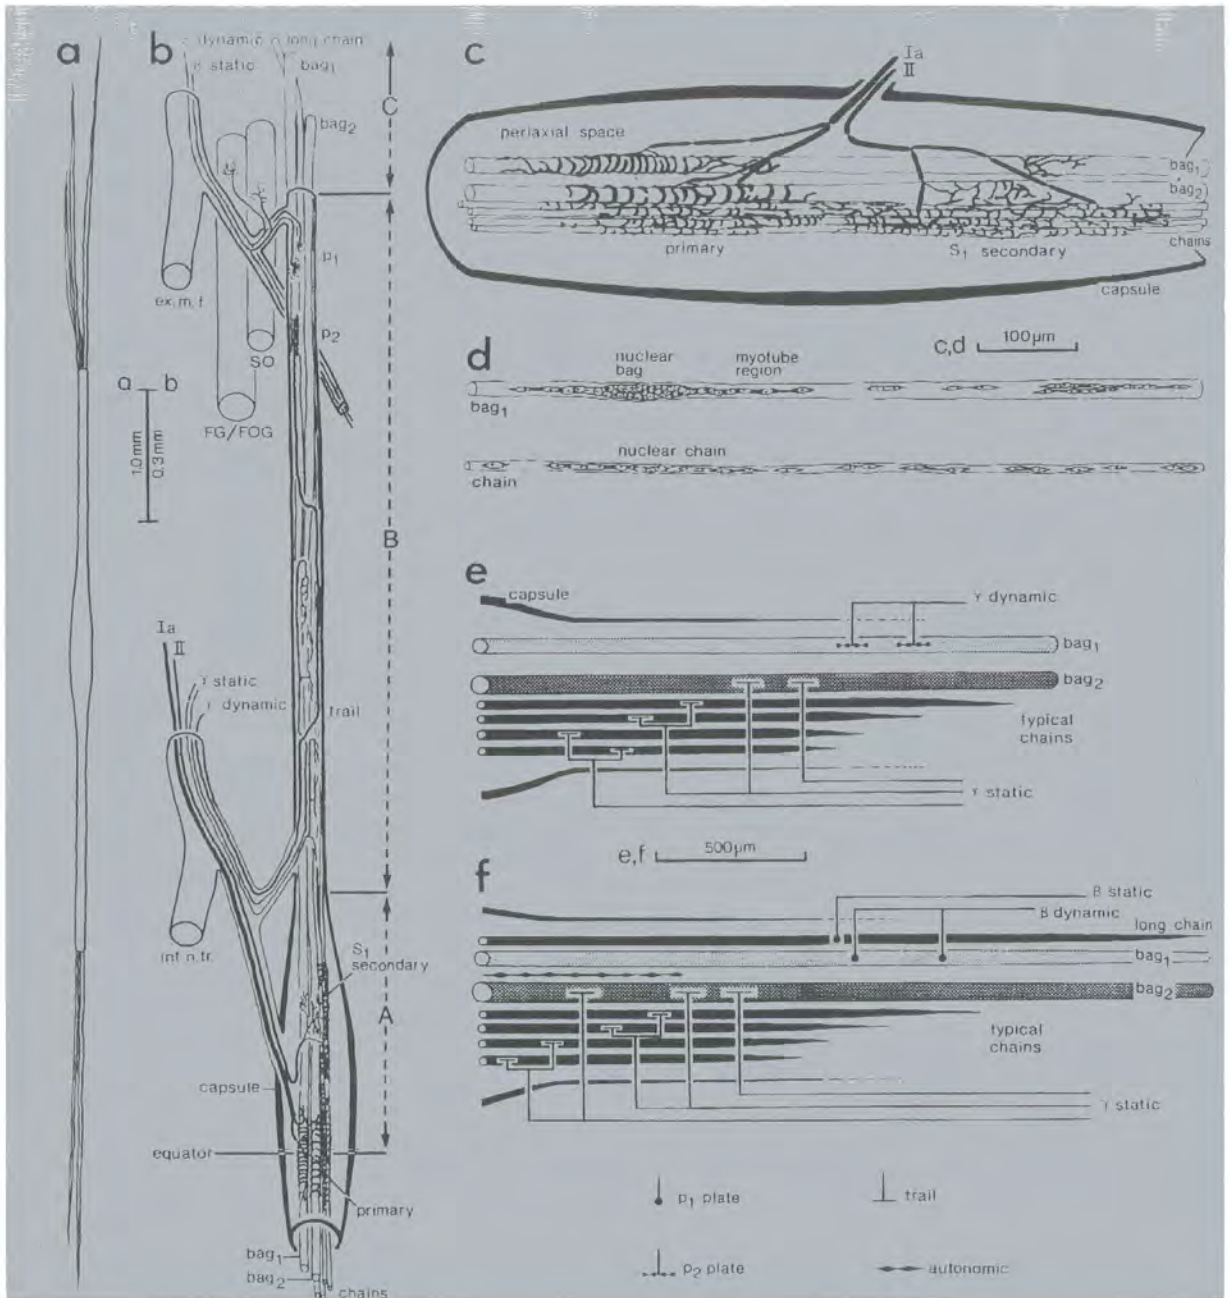 a
b
γ dynamic α long chain
β static
bag1
C
bag2
p1
ex. m. f.
p2
SO
a b
FG/FOG
1.0mm
0.3mm
B
Ia
II
γ static
γ dynamic
trail
int n. tr.
S1
secondary
A
capsule
equator
primary
bag1
bag2
chains
c
Ia
II
periaxial space
bag1
bag2
primary
S1 secondary
chains
capsule
d
nuclear
bag
myotube
region
c,d
100µm
bag1
nuclear chain
chain
e
capsule
γ dynamic
bag1
bag2
typical
chains
γ static
e,f
500µm
f
β static
β dynamic
long chain
bag1
bag2
typical
chains
γ static
p1 plate
trail
p2 plate
autonomic